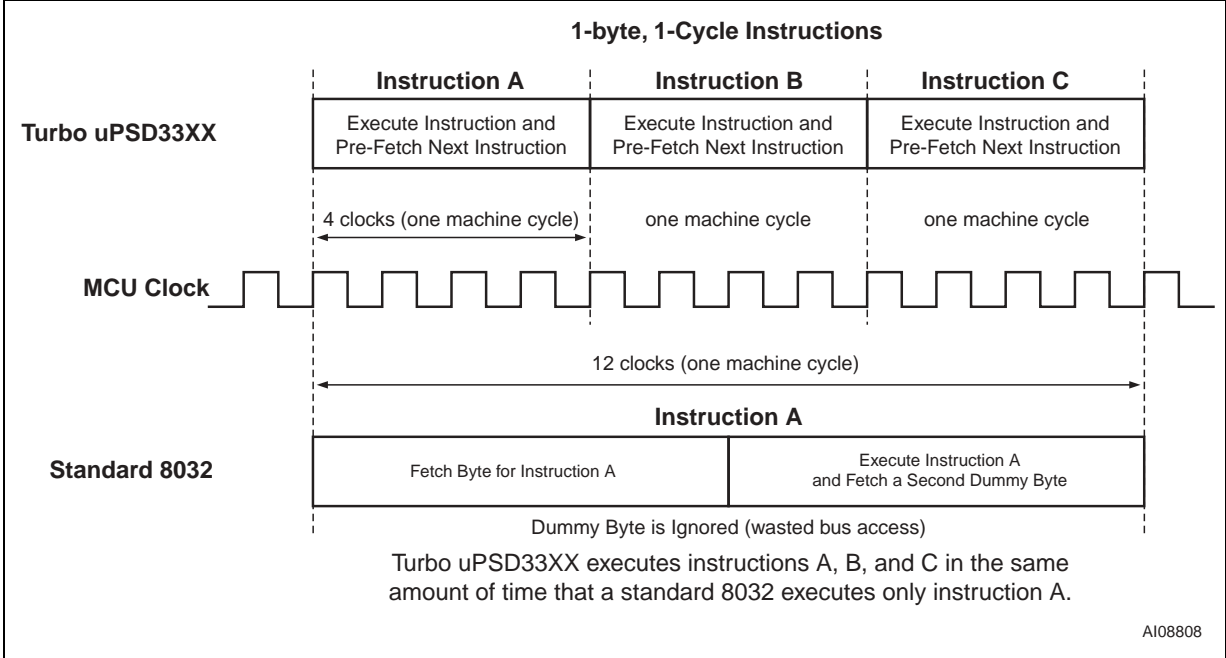 1-byte, 1-Cycle Instructions
Instruction A
Instruction B
Instruction C
Turbo uPSD33XX
Execute Instruction and
Pre-Fetch Next Instruction
Execute Instruction and
Pre-Fetch Next Instruction
Execute Instruction and
Pre-Fetch Next Instruction
4 clocks (one machine cycle)
one machine cycle
one machine cycle
MCU Clock
12 clocks (one machine cycle)
Instruction A
Standard 8032
Fetch Byte for Instruction A
Execute Instruction A
and Fetch a Second Dummy Byte
Dummy Byte is Ignored (wasted bus access)
Turbo uPSD33XX executes instructions A, B, and C in the same
amount of time that a standard 8032 executes only instruction A.
AI08808